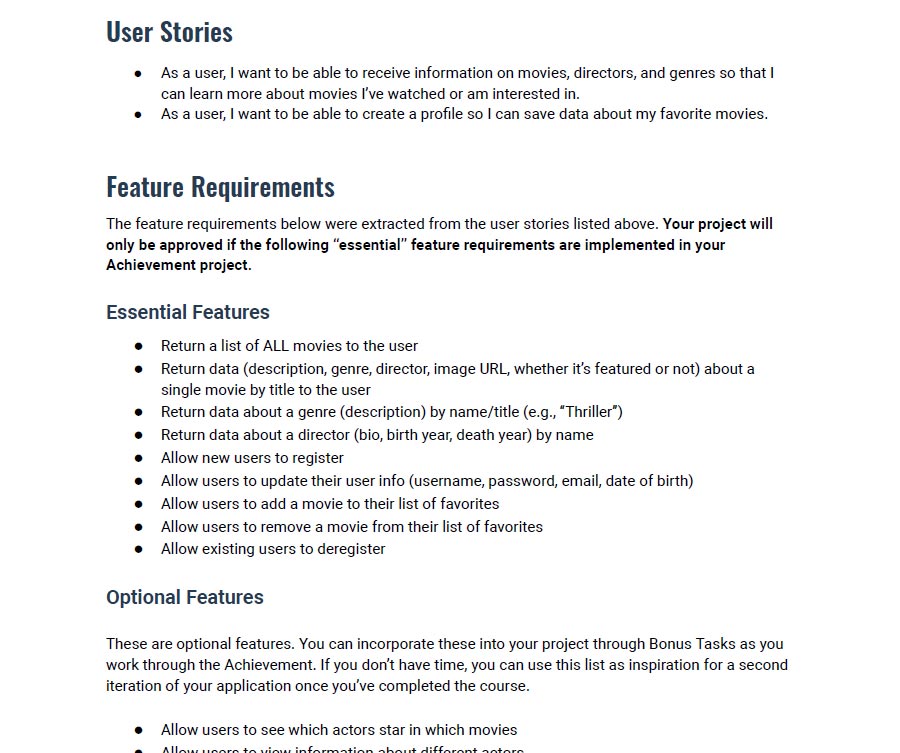 User Stories
● As a user, I want to be able to receive information on movies, directors, and genres so that I
can learn more about movies I’ve watched or am interested in.
● As a user, I want to be able to create a profile so I can save data about my favorite movies.
Feature Requirements
The feature requirements below were extracted from the user stories listed above. Your project will
only be approved if the following “essential” feature requirements are implemented in your
Achievement project.
Essential Features
● Return a list of ALL movies to the user
● Return data (description, genre, director, image URL, whether it’s featured or not) about a
single movie by title to the user
● Return data about a genre (description) by name/title (e.g., “Thriller”)
● Return data about a director (bio, birth year, death year) by name
● Allow new users to register
● Allow users to update their user info (username, password, email, date of birth)
● Allow users to add a movie to their list of favorites
● Allow users to remove a movie from their list of favorites
● Allow existing users to deregister
Optional Features
These are optional features. You can incorporate these into your project through Bonus Tasks as you
work through the Achievement. If you don’t have time, you can use this list as inspiration for a second
iteration of your application once you’ve completed the course.
● Allow users to see which actors star in which movies
● Allow users to view information about different actors